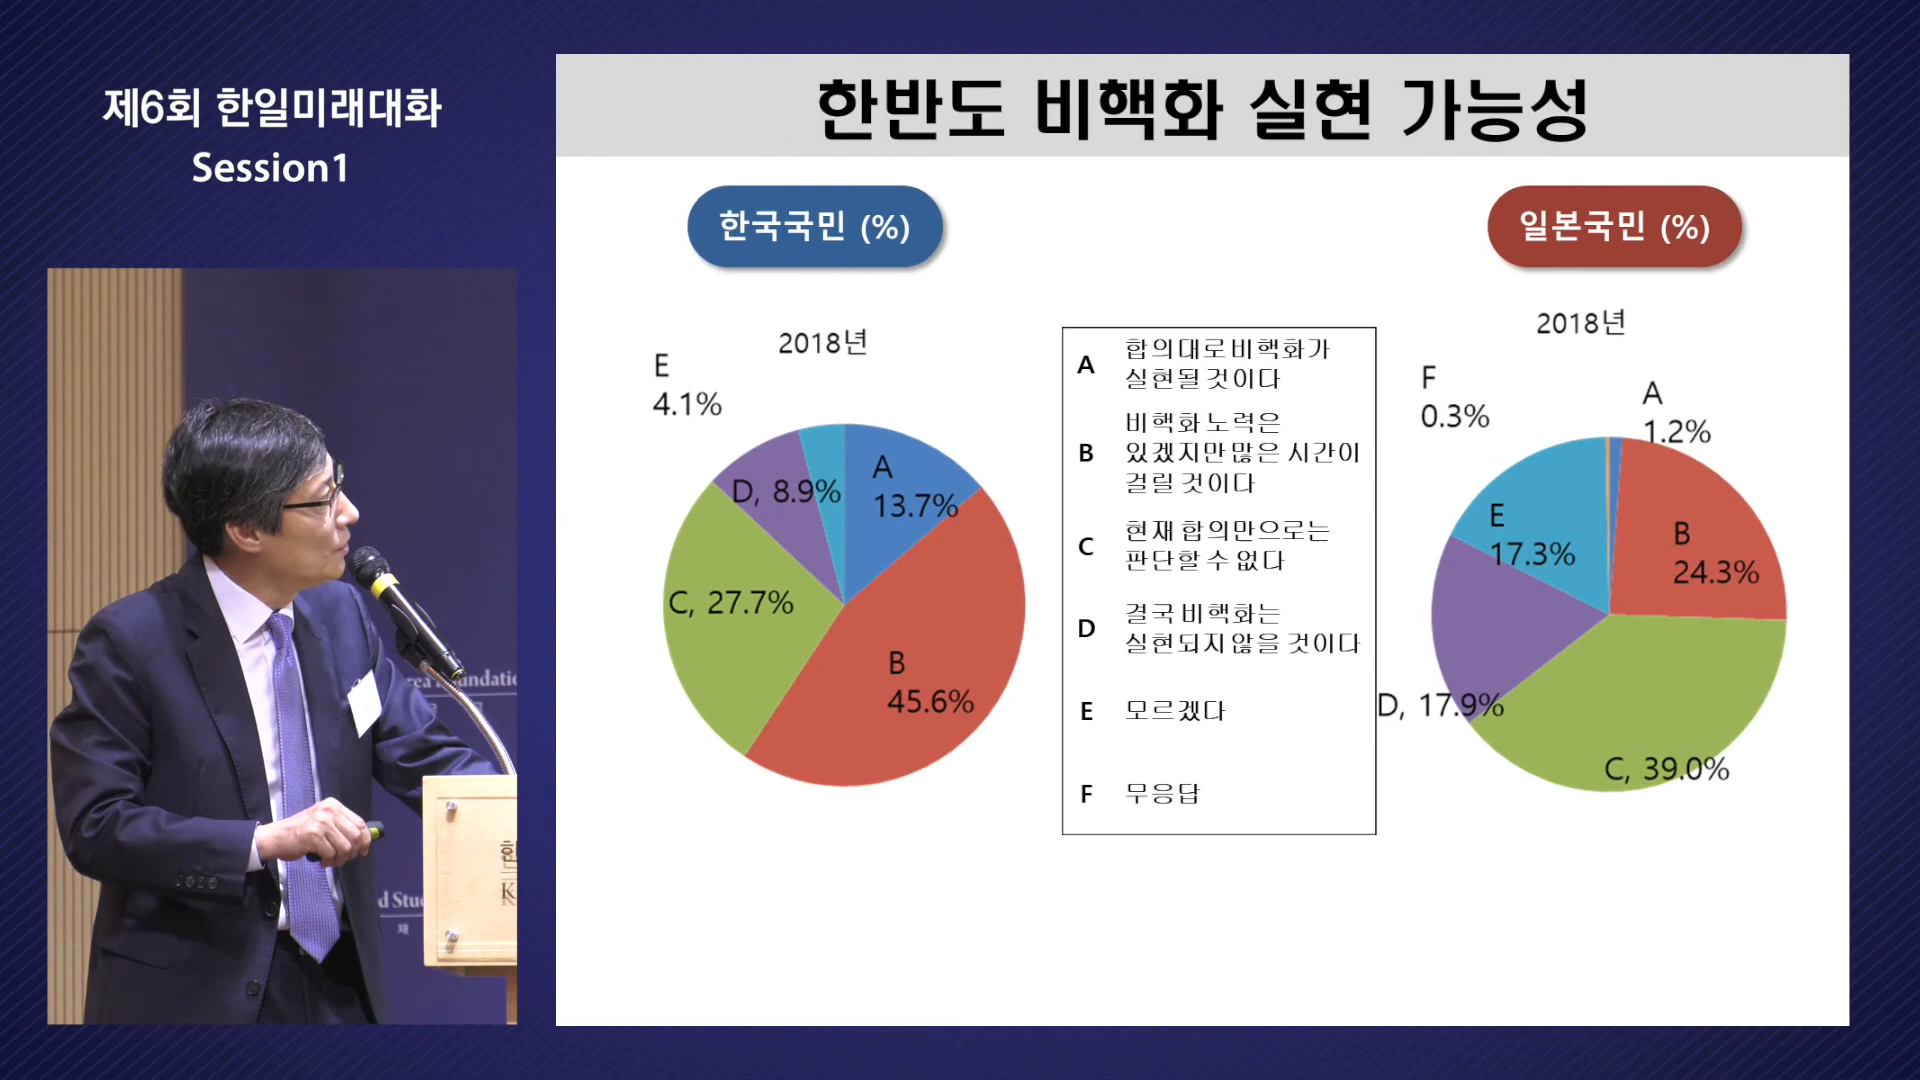 제6회 한일미래대화
Session1
한반도 비핵화 실현 가능성
한국국민 (%)
일본국민 (%)
2018년
E
4.1%
D, 8.9%
A
13.7%
C, 27.7%
B
45.6%
A 합의대로 비핵화가
실현될 것이다
B 비핵화 노력은
있겠지만 많은 시간이
걸릴 것이다
C 현재 합의만으로는
판단할 수 없다
D 결국 비핵화는
실현되지 않을 것이다
E 모르겠다
F 무응답
2018년
F
0.3%
A
1.2%
E
17.3%
B
24.3%
D, 17.9%
C, 39.0%
rea Foundatio
d Stu
재
K